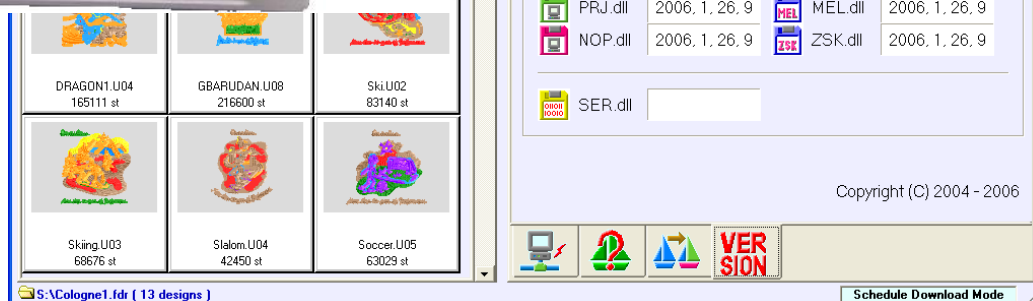 PRJ.dll 2006, 1, 26, 9 MEL MEL.dll 2006, 1, 26, 9
NOP.dll 2006, 1, 26, 9 ZSK ZSK.dll 2006, 1, 26, 9
DRAGON1.U04 GBARUDAN.U08 Ski.U02
165111 st 216600 st 83140 st
01011
10010 SER.dll
Copyright (C) 2004 - 2006
Skiing.U03 Slalom.U04 Soccer.U05
68676 st 42450 st 63029 st
VER
SION
S:\Cologne1.fdr ( 13 designs ) Schedule Download Mode